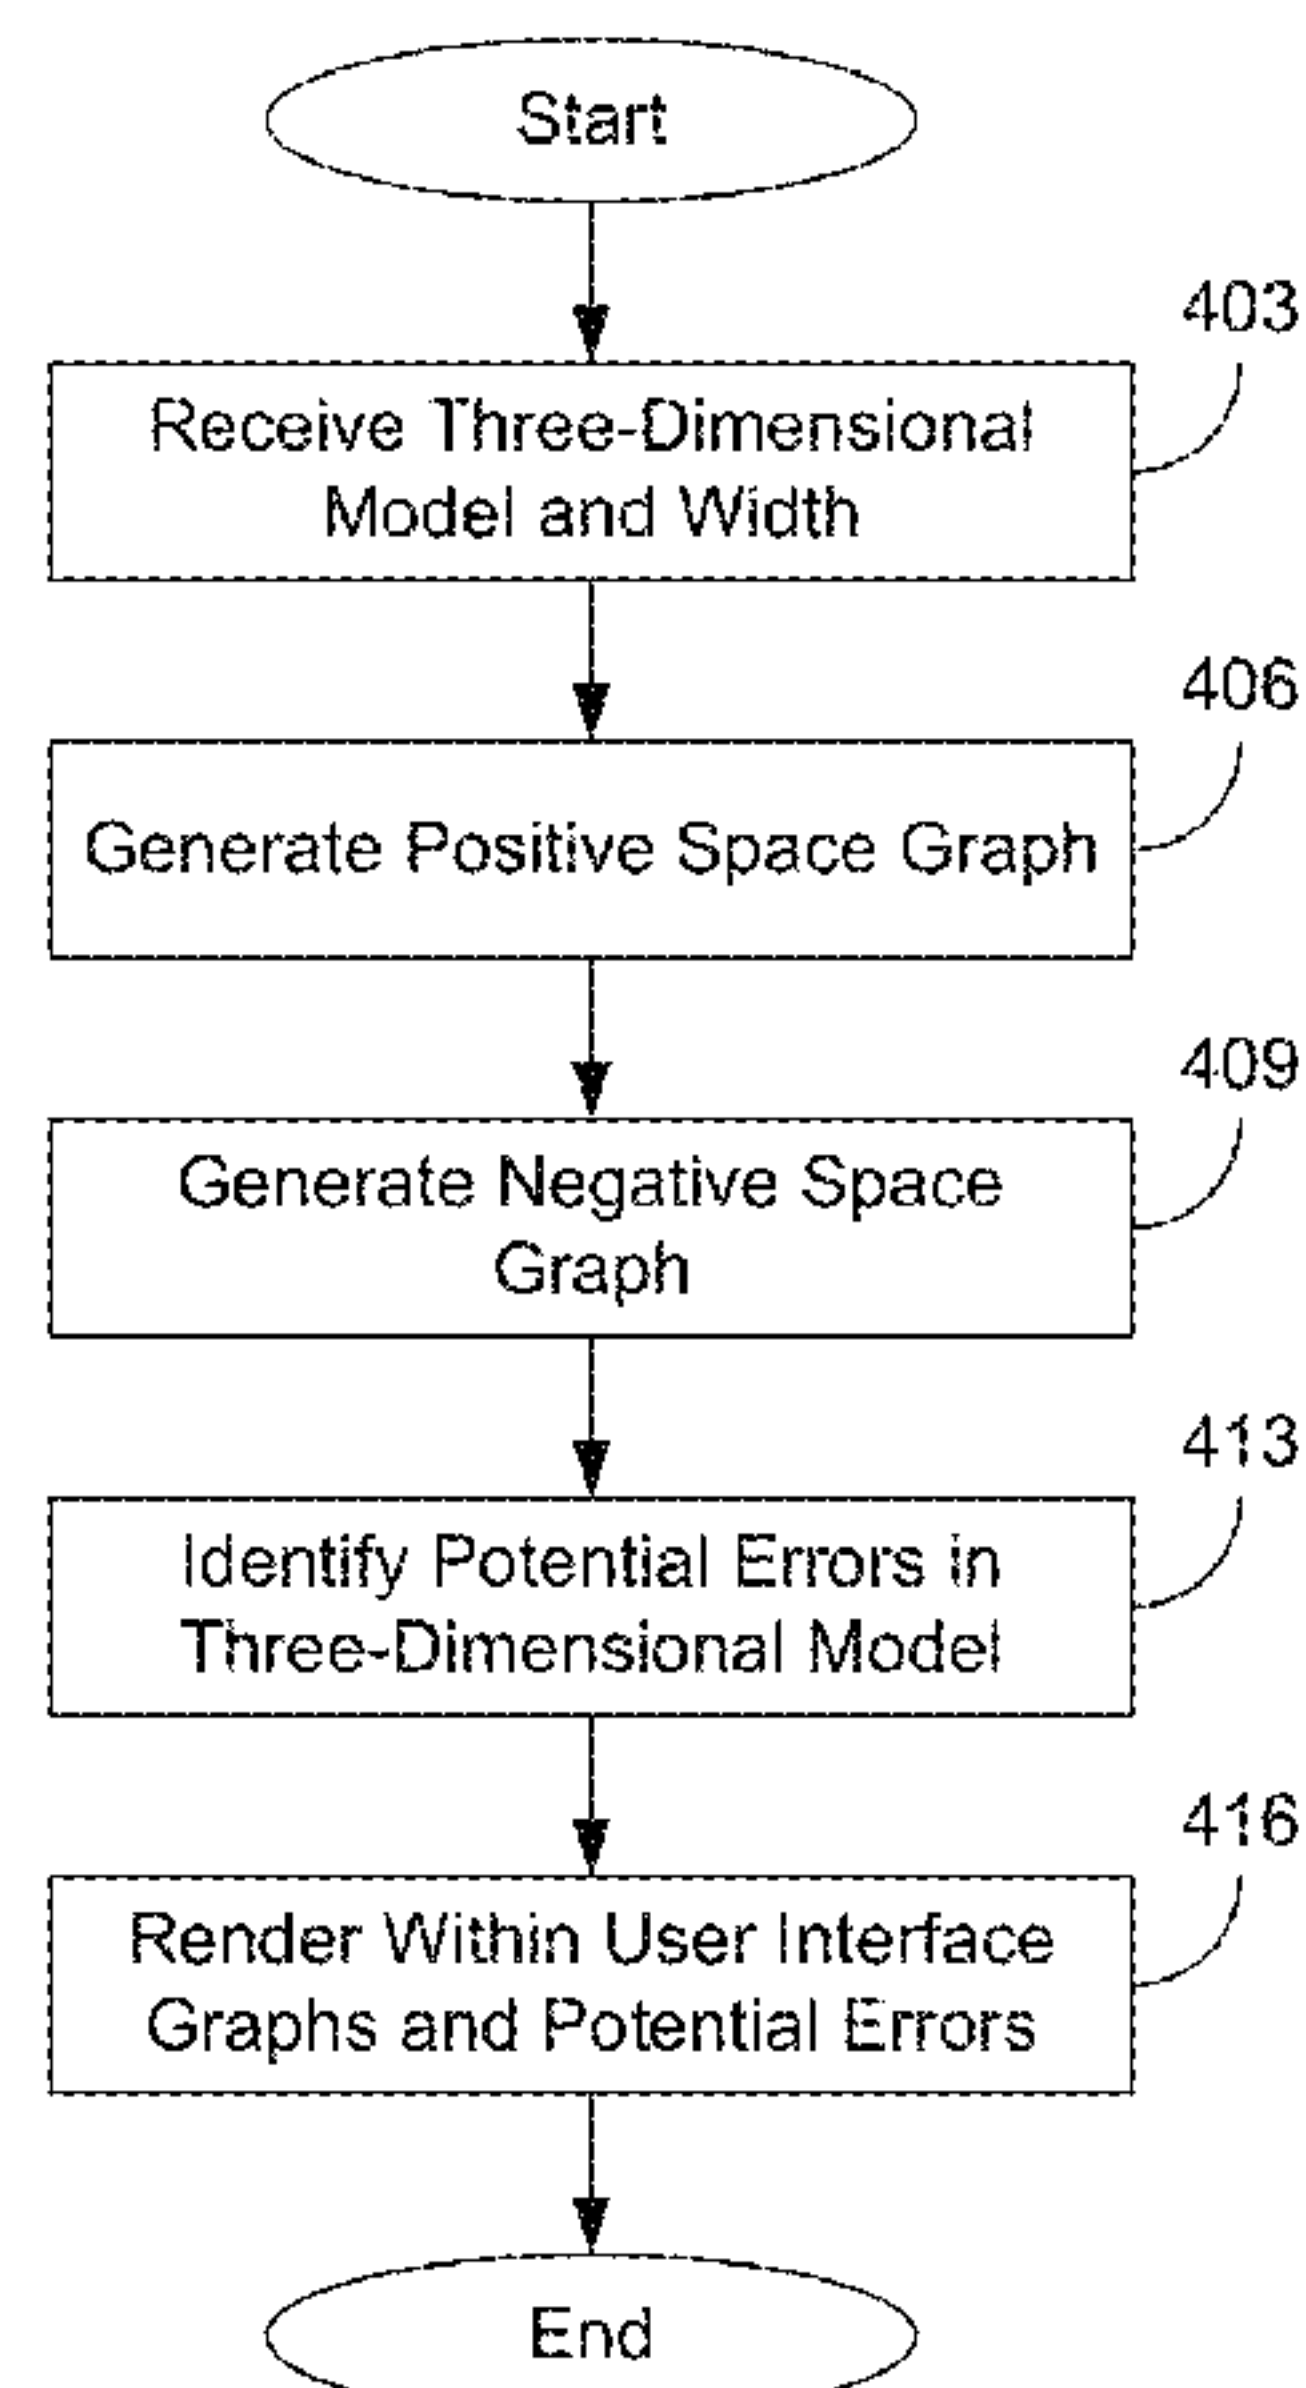 Start
403
Receive Three-Dimensional
Model and Width
406
Generate Positive Space Graph
409
Generate Negative Space
Graph
413
Identify Potential Errors in
Three-Dimensional Model
416
Render Within User Interface
Graphs and Potential Errors
End